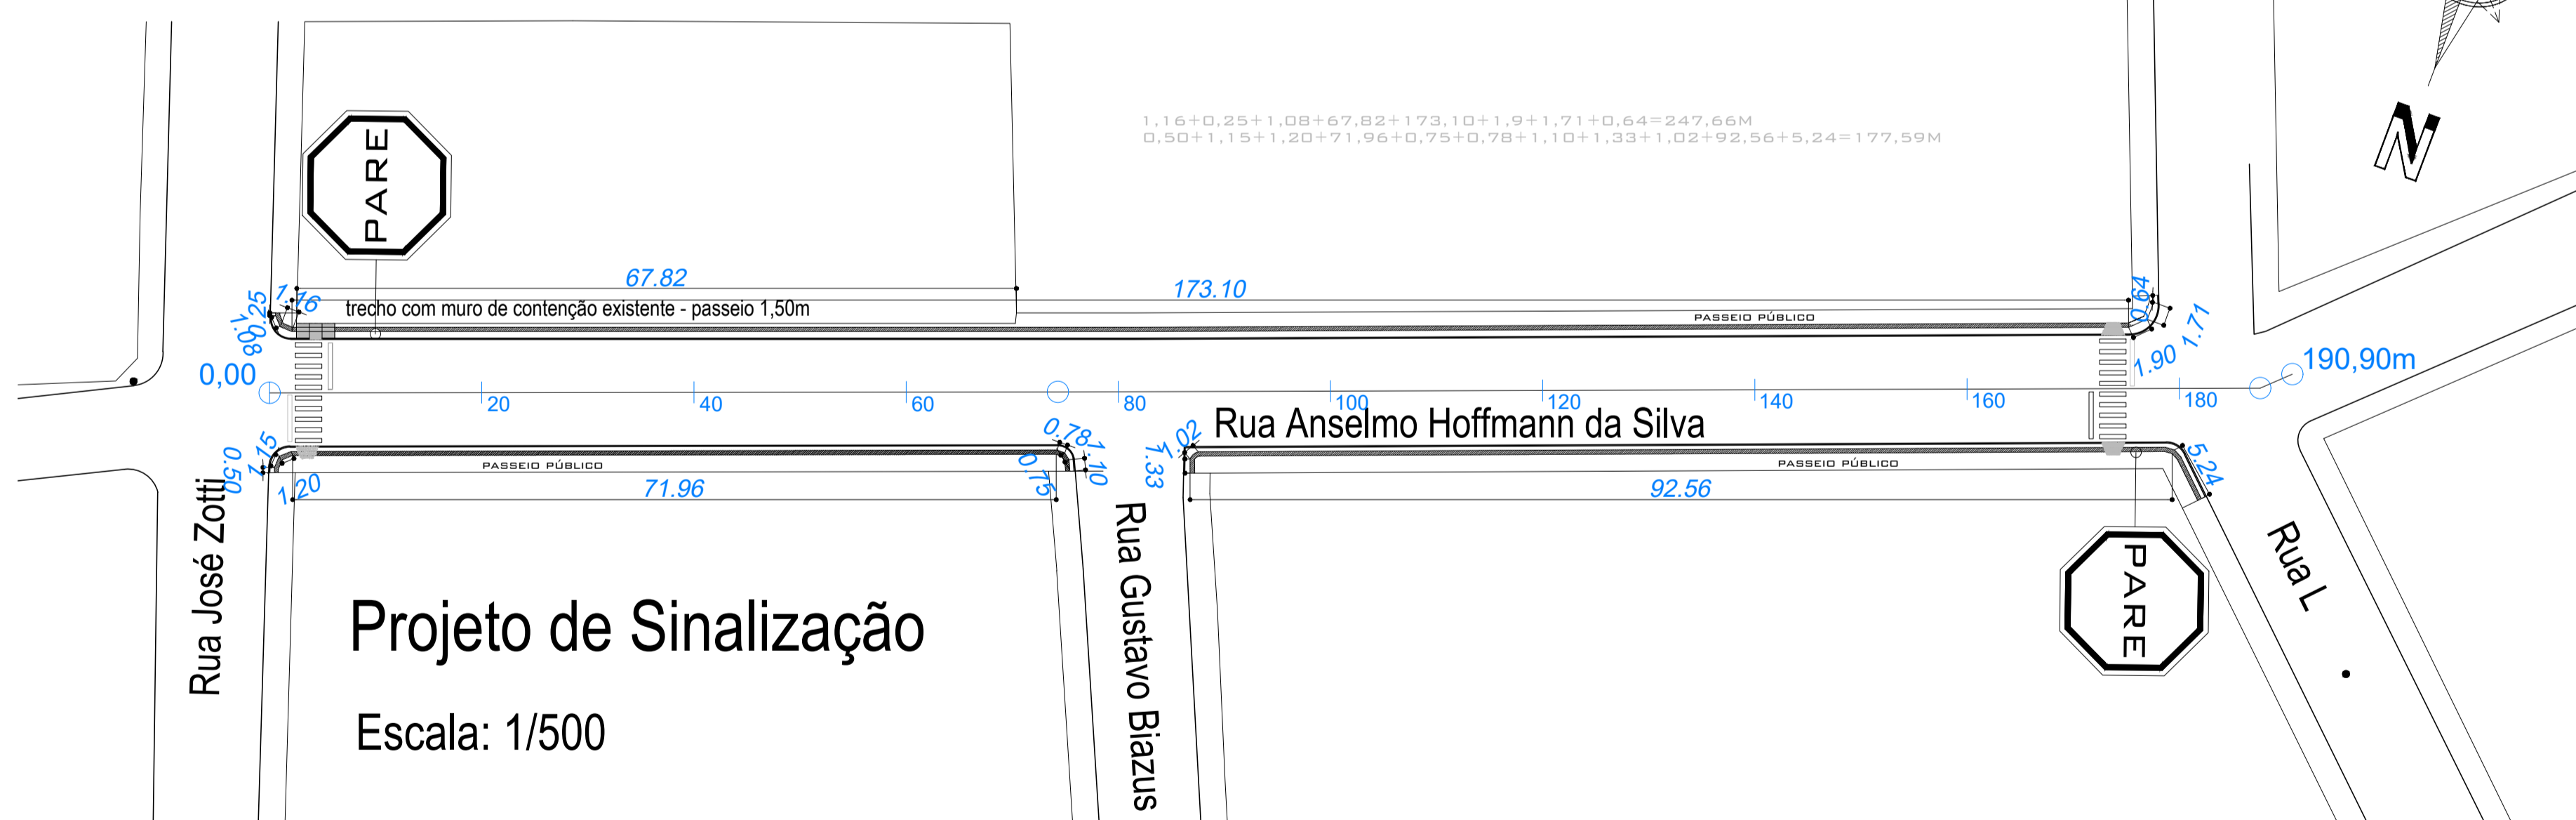 1,16+0,25+1,08+67,82+173,10+1,9+1,71+0,64=247,66M
0,50+1,15+1,20+71,96+0,75+0,78+1,10+1,33+1,02+92,56+5,24=177,59M
N
PARE
67.82
173.10
1.16
0.25
1.08
trecho com muro de contenção existente - passeio 1,50m
PASSEIO PÚBLICO
0.64
1.71
1.90
0,00
190,90m
20
40
60
80
100
120
140
160
180
Rua Anselmo Hoffmann da Silva
0.50
1.15
1.20
PASSEIO PÚBLICO
71.96
0.78
1.10
0.75
1.33
1.02
PASSEIO PÚBLICO
92.56
5.24
Rua José Zotti
Rua Gustavo Biazus
Rua L
PARE
Projeto de Sinalização
Escala: 1/500